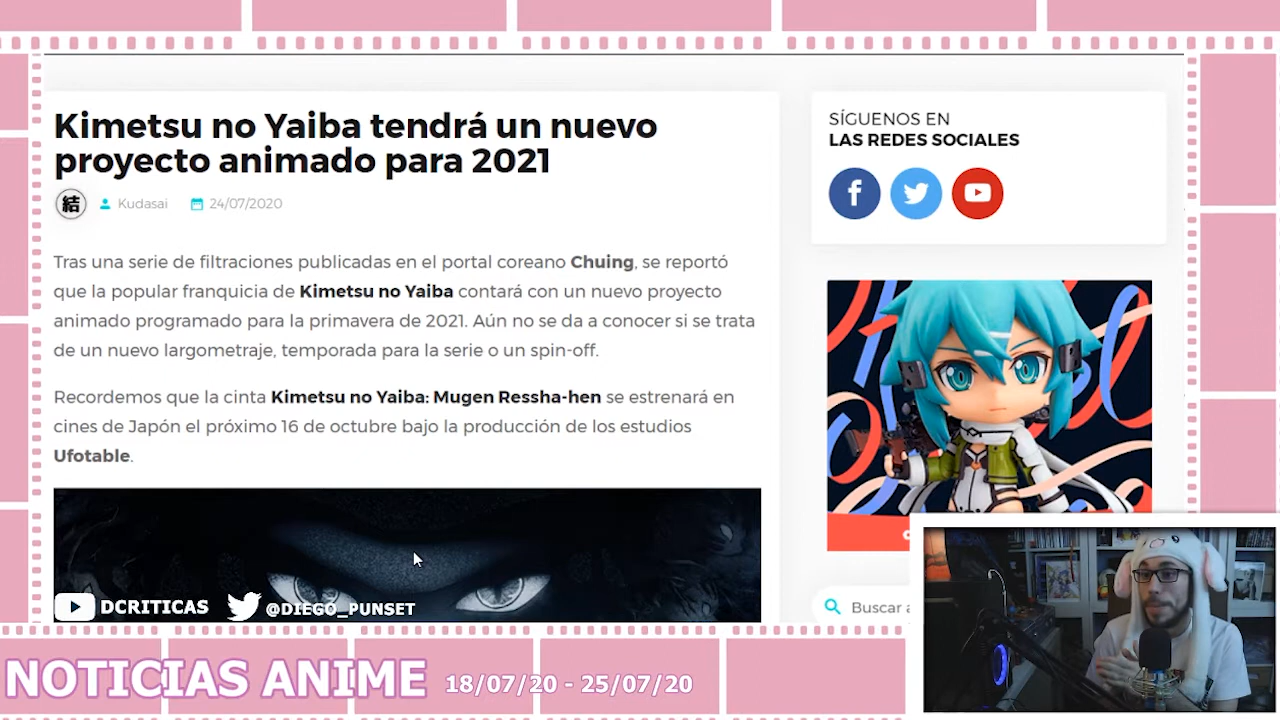 Kimetsu no Yaiba tendrá un nuevo
proyecto animado para 2021
結
Kudasai
24/07/2020
Tras una serie de filtraciones publicadas en el portal coreano Chuing, se reportó
que la popular franquicia de Kimetsu no Yaiba contará con un nuevo proyecto
animado programado para la primavera de 2021. Aún no se da a conocer si se trata
de un nuevo largometraje, temporada para la serie o un spin-off.
Recordemos que la cinta Kimetsu no Yaiba: Mugen Ressha-hen se estrenará en
cines de Japón el próximo 16 de octubre bajo la producción de los estudios
Ufotable.
SÍGUENOS EN
LAS REDES SOCIALES
Buscar a
DCRITICAS
@DIEGO_PUNSET
NOTICIAS ANIME
18/07/20 - 25/07/20